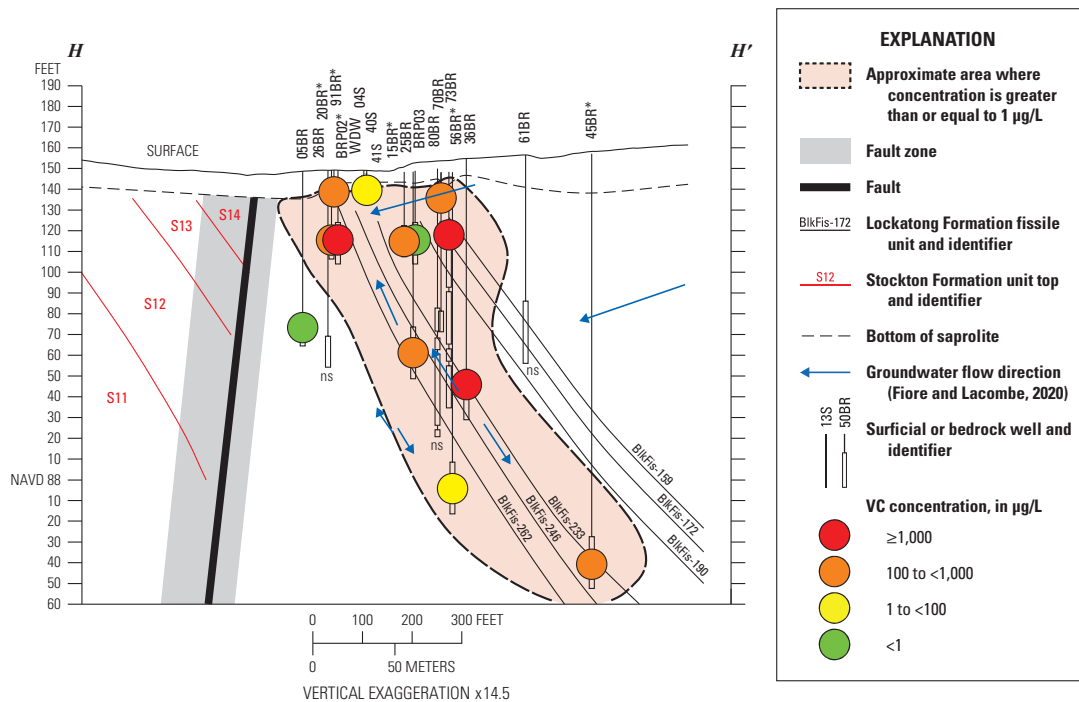 H
H′
FEET
190
180
170
160
150
140
130
120
110
100
90
80
70
60
50
40
30
20
10
NAVD 88
10
20
30
40
50
60
SURFACE
05BR
26BR
20BR*
91BR*
BRP02*
WDW
04S
40S
41S
15BR*
25BR
BRP03
80BR
70BR
56BR*
73BR
36BR
61BR
45BR*
S14
S13
S12
S11
ns
ns
ns
BlkFis-159
BlkFis-172
BlkFis-190
BlkFis-233
BlkFis-246
BlkFis-262
0 100 200 300 FEET
0 50 METERS
VERTICAL EXAGGERATION x14.5
EXPLANATION
Approximate area where
concentration is greater
than or equal to 1 µg/L
Fault zone
Fault
BlkFis-172 Lockatong Formation fissile
unit and identifier
S12 Stockton Formation unit top
and identifier
Bottom of saprolite
Groundwater flow direction
(Fiore and Lacombe, 2020)
13S 50BR Surficial or bedrock well and
identifier
VC concentration, in µg/L
≥1,000
100 to <1,000
1 to <100
<1